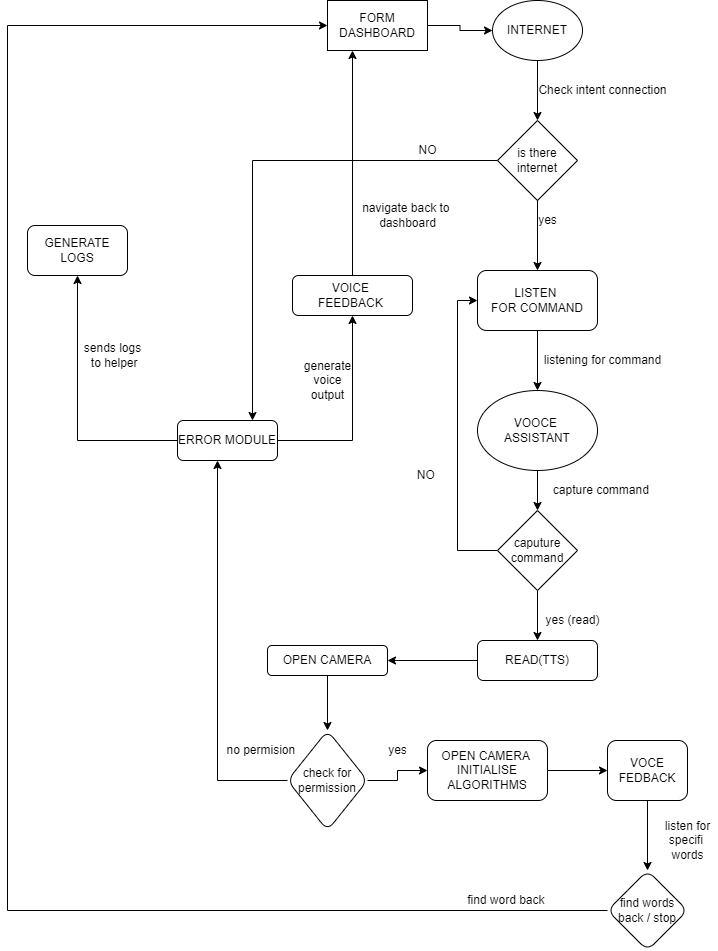 FORM
DASHBOARD
INTERNET
Check intent connection
is there
internet
NO
yes
navigate back to
dashboard
GENERATE
LOGS
VOICE
FEEDBACK
LISTEN
FOR COMMAND
sends logs
to helper
generate
voice
output
listening for command
ERROR MODULE
VOOCE
ASSISTANT
NO
capture command
caputure
command
yes (read)
OPEN CAMERA
READ(TTS)
no permision
yes
check for
permission
OPEN CAMERA
INITIALISE
ALGORITHMS
VOCE
FEDBACK
listen for
specifi
words
find word back
find words
back / stop